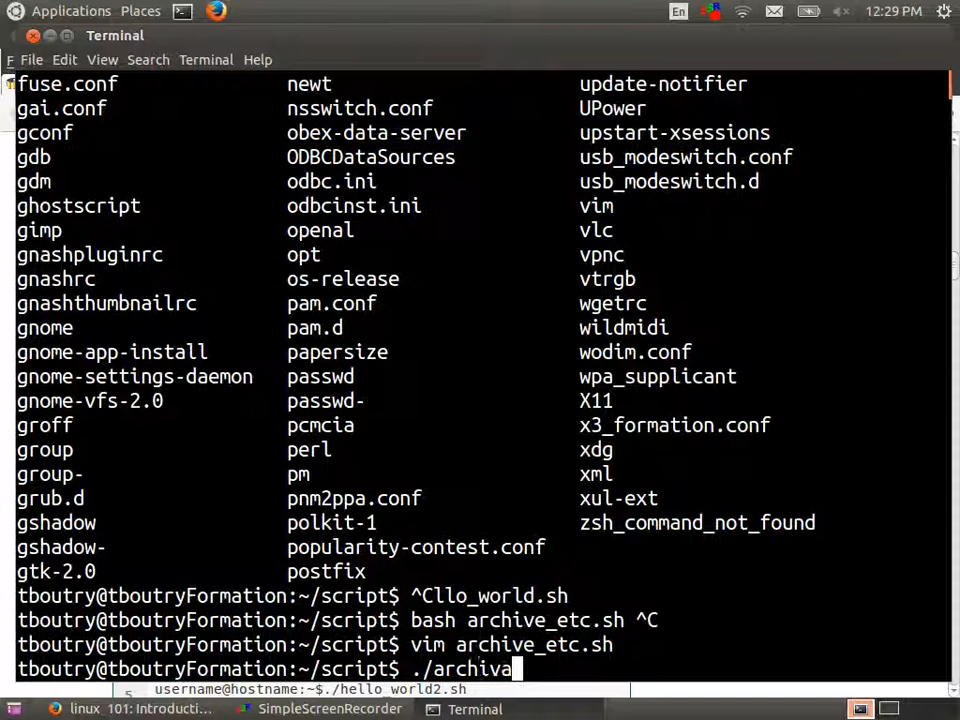 Applications Places En 12:29 PM
Terminal
File Edit View Search Terminal Help
fuse.conf newt update-notifier
gai.conf nsswitch.conf UPower
gconf obex-data-server upstart-xsessions
gdb ODBCDataSources usb_modeswitch.conf
gdm odbc.ini usb_modeswitch.d
ghostscript odbcinst.ini vim
gimp openal vlc
gnashpluginrc opt vpnc
gnashrc os-release vtrgb
gnashthumbnailrc pam.conf wgetrc
gnome pam.d wildmidi
gnome-app-install papersize wodim.conf
gnome-settings-daemon passwd wpa_supplicant
gnome-vfs-2.0 passwd- X11
groff pcmcia x3_formation.conf
group perl xdg
group- pm xml
grub.d pnm2ppa.conf xul-ext
gshadow polkit-1 zsh_command_not_found
gshadow- popularity-contest.conf
gtk-2.0 postfix
tboutry@tboutryFormation:~/script$ ^Cllo_world.sh
tboutry@tboutryFormation:~/script$ bash archive_etc.sh ^C
tboutry@tboutryFormation:~/script$ vim archive_etc.sh
tboutry@tboutryFormation:~/script$ ./archiva
5 username@hostname:~$./hello_world2.sh
linux_101: Introducti... SimpleScreenRecorder Terminal